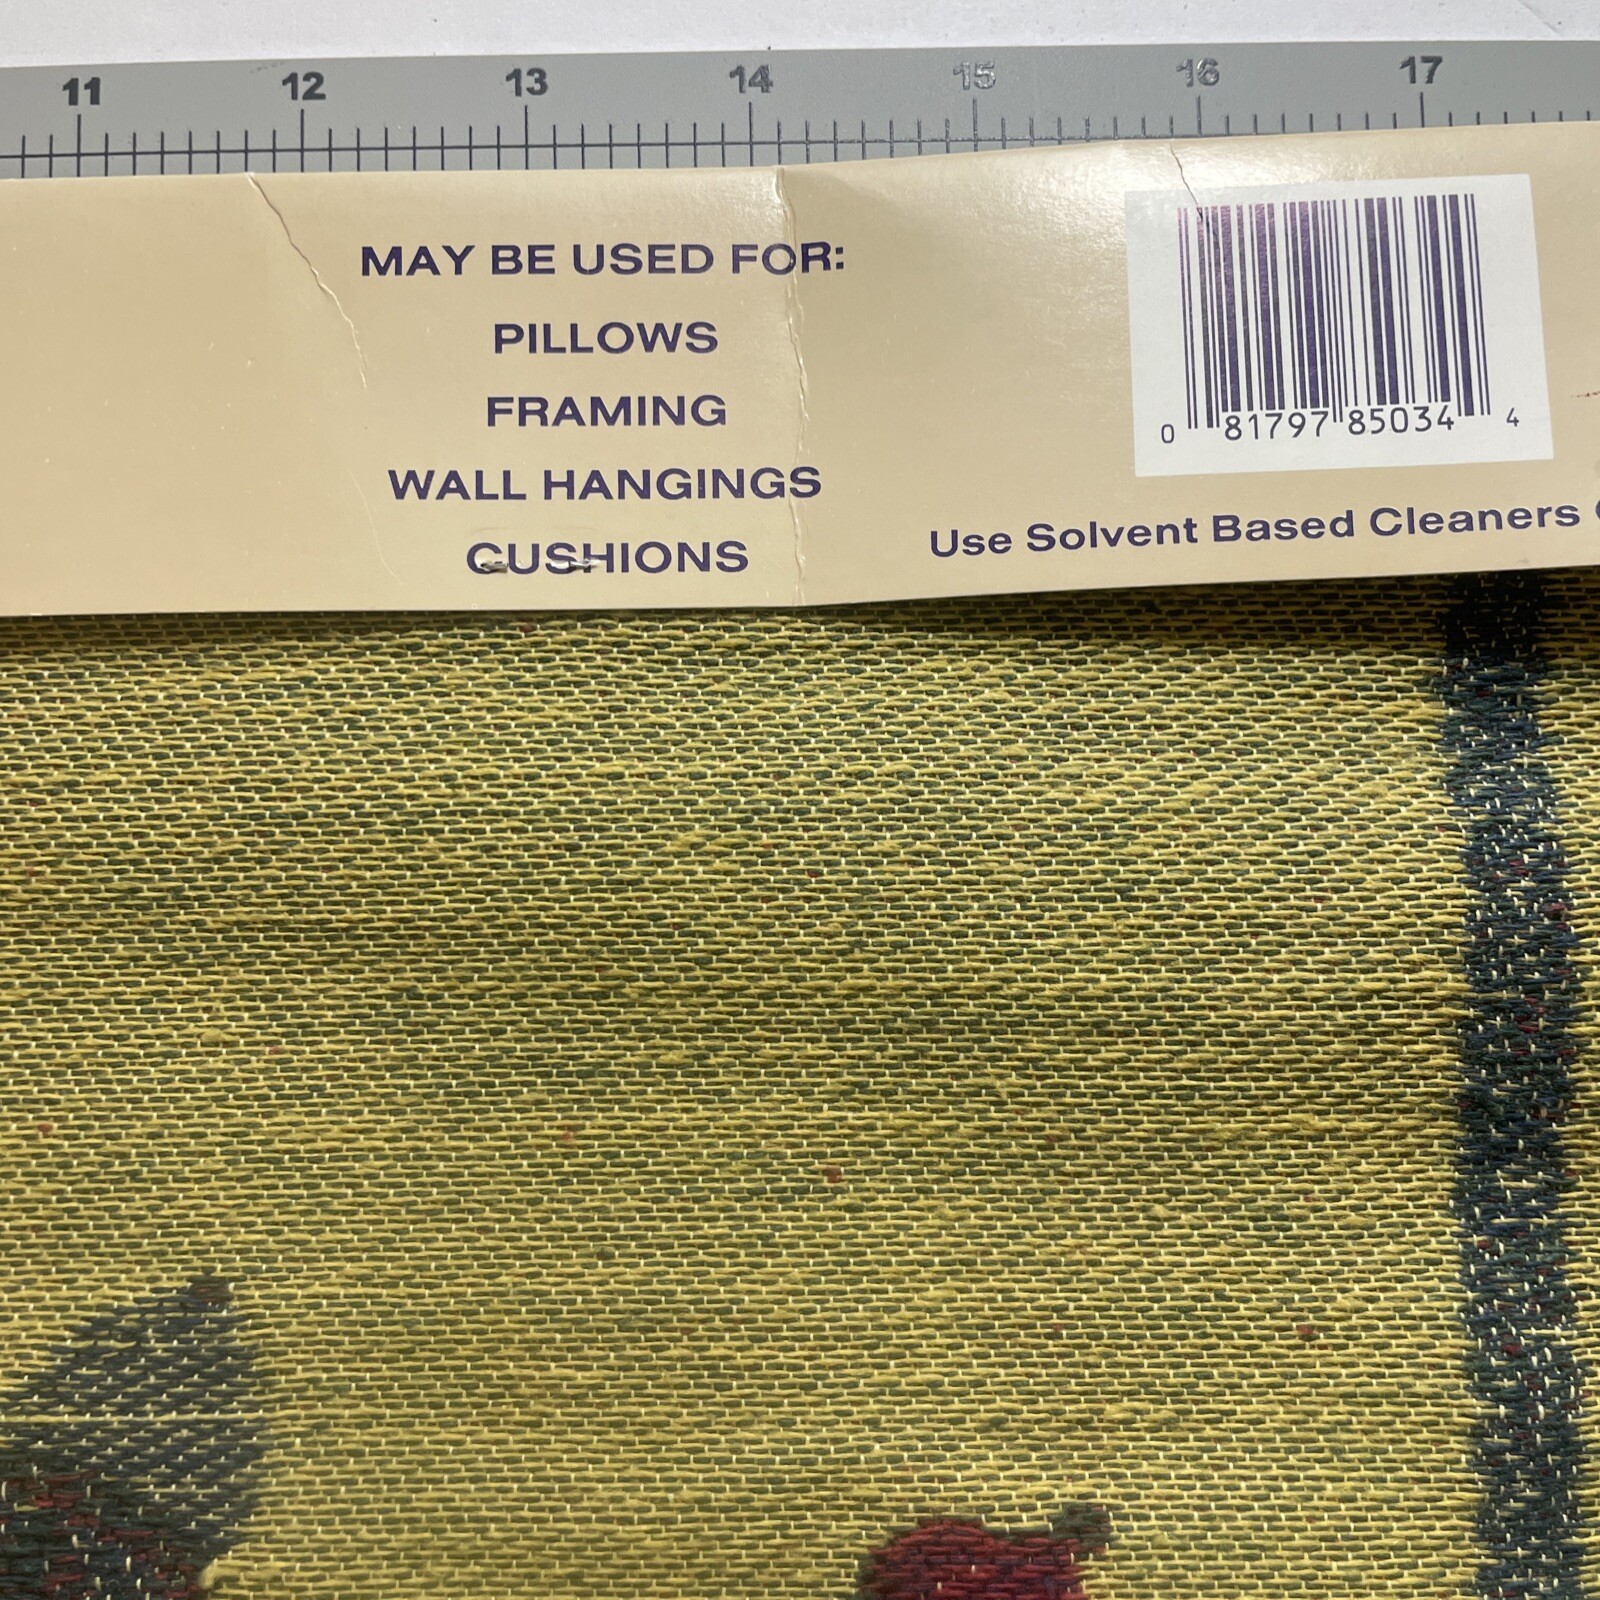 11 12 13 14 15 16 17
MAY BE USED FOR:
PILLOWS
FRAMING
WALL HANGINGS
CUSHIONS
0 81797 85034 4
Use Solvent Based Cleaners